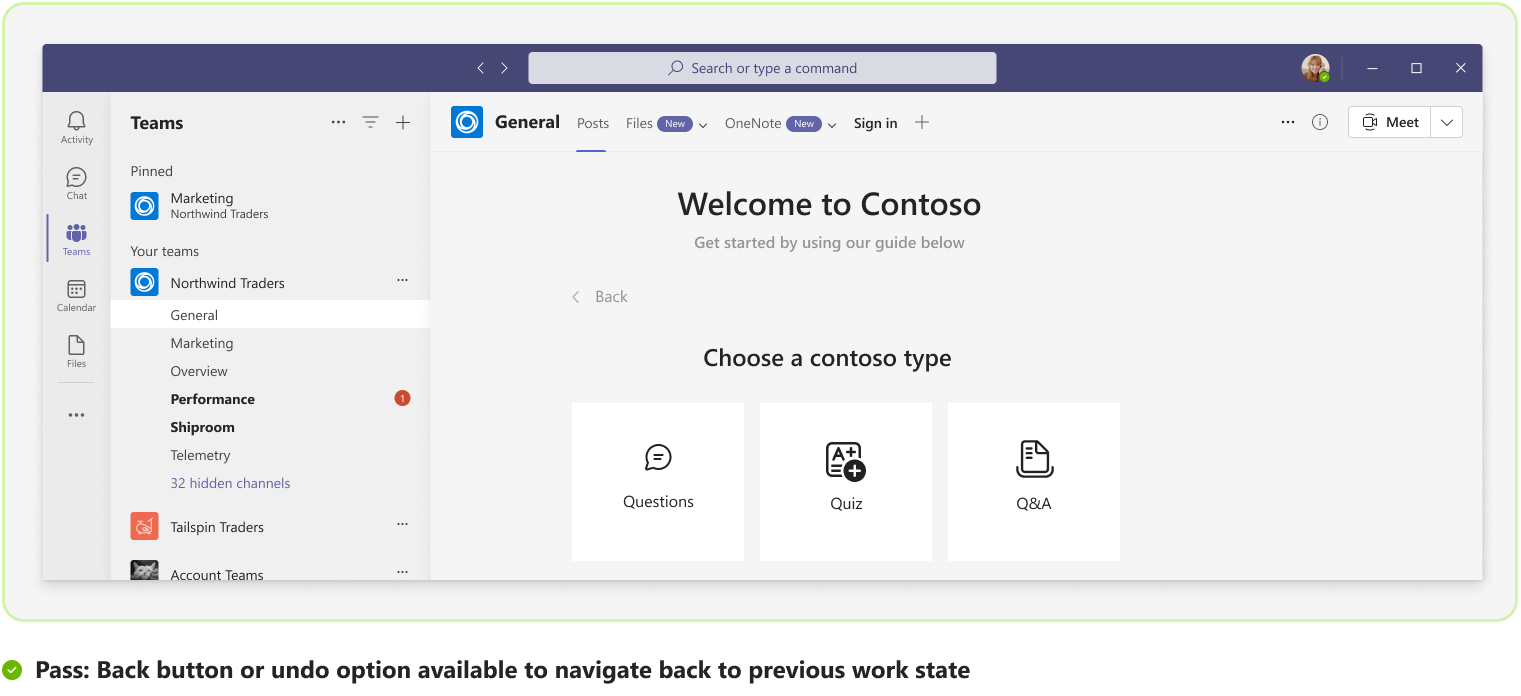 Search or type a command
Activity
Chat
Teams
Calendar
Files
Teams
Pinned
Marketing
Northwind Traders
Your teams
Northwind Traders
General
Marketing
Overview
Performance 1
Shiproom
Telemetry
32 hidden channels
Tailspin Traders
Account Teams
General Posts Files New OneNote New Sign in
Meet
Welcome to Contoso
Get started by using our guide below
Back
Choose a contoso type
Questions
A+
Quiz
Q&A
Pass: Back button or undo option available to navigate back to previous work state